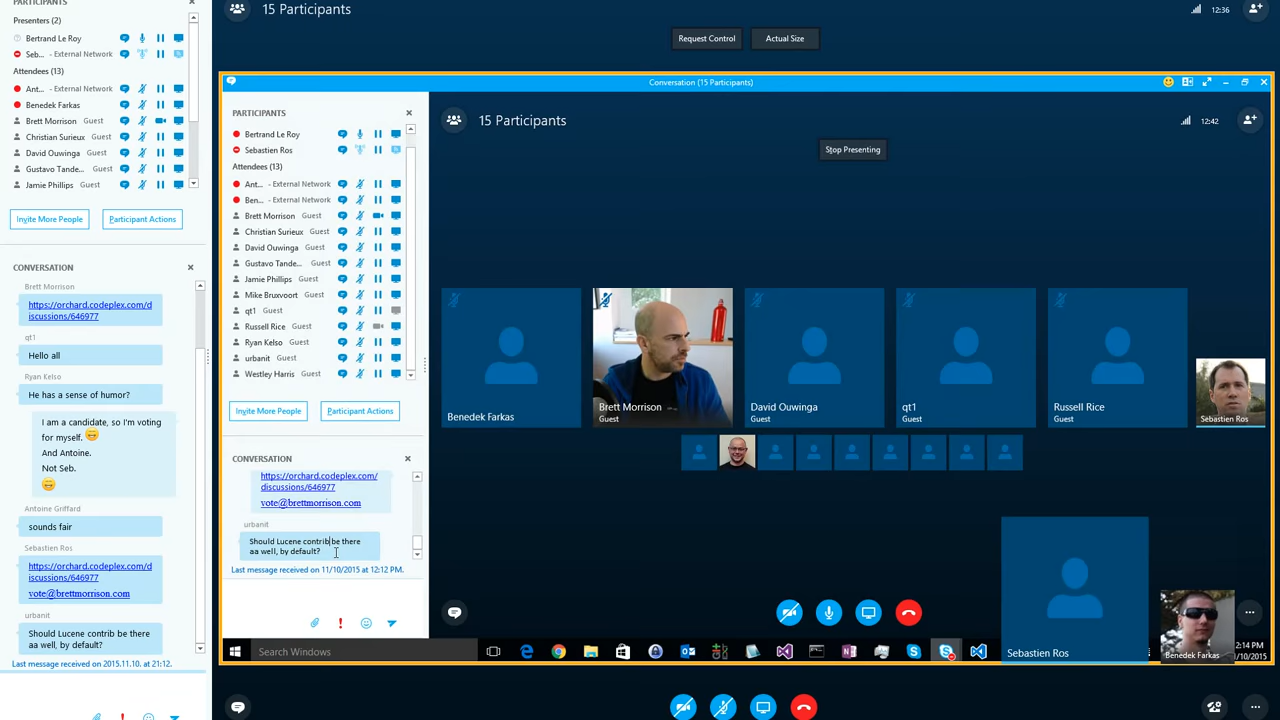 PARTICIPANTS
Presenters (2)
Bertrand Le Roy
Seb... - External Network
Attendees (13)
Ant... - External Network
Benedek Farkas
Brett Morrison Guest
Christian Surieux Guest
David Ouwinga Guest
Gustavo Tande... Guest
Jamie Phillips Guest
Invite More People
Participant Actions
CONVERSATION
Brett Morrison
https://orchard.codeplex.com/d
iscussions/646977
qt1
Hello all
Ryan Kelso
He has a sense of humor?
I am a candidate, so I'm voting
for myself.
And Antoine.
Not Seb.
Antoine Griffard
sounds fair
Sebastien Ros
https://orchard.codeplex.com/d
iscussions/646977
vote@brettmorrison.com
urbanit
Should Lucene contrib be there
aa well, by default?
Last message received on 2015.11.10. at 21:12.
15 Participants
12:36
Request Control
Actual Size
Conversation (15 Participants)
PARTICIPANTS
Bertrand Le Roy
Sebastien Ros
Attendees (13)
Ant... - External Network
Ben... - External Network
Brett Morrison Guest
Christian Surieux Guest
David Ouwinga Guest
Gustavo Tande... Guest
Jamie Phillips Guest
Mike Bruxvoort Guest
qt1 Guest
Russell Rice Guest
Ryan Kelso Guest
urbanit Guest
Westley Harris Guest
Invite More People
Participant Actions
CONVERSATION
https://orchard.codeplex.com/
discussions/646977
vote@brettmorrison.com
urbanit
Should Lucene contrib be there
aa well, by default?
Last message received on 11/10/2015 at 12:12 PM.
15 Participants
12:42
Stop Presenting
Benedek Farkas
Brett Morrison
Guest
David Ouwinga
Guest
qt1
Guest
Russell Rice
Guest
Sebastien Ros
Sebastien Ros
Benedek Farkas
Search Windows
2:14 PM
/10/2015